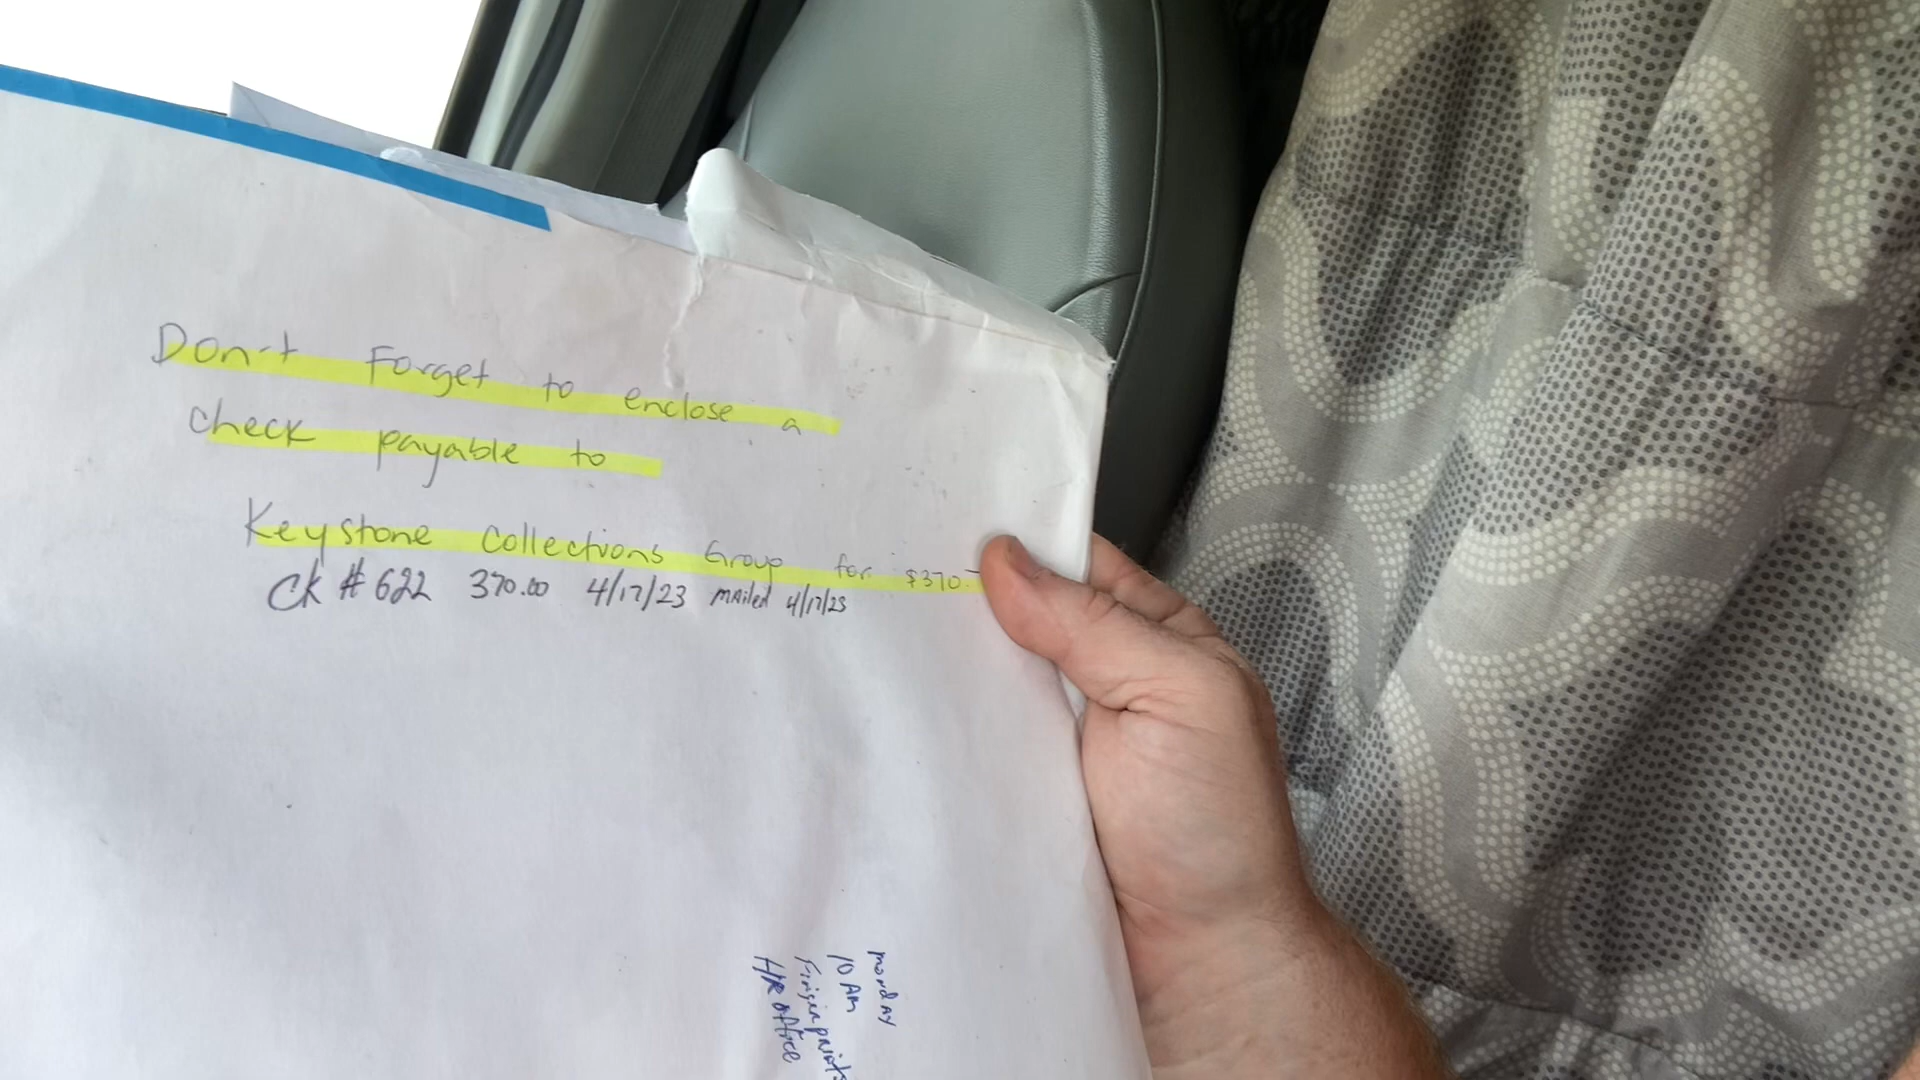 Don't Forget to enclose a
check payable to
Keystone Collections Group for $370.-
CK # 622 370.00 4/17/23 mailed 4/17/23
monday
10 AM
Fringerprints
HR office